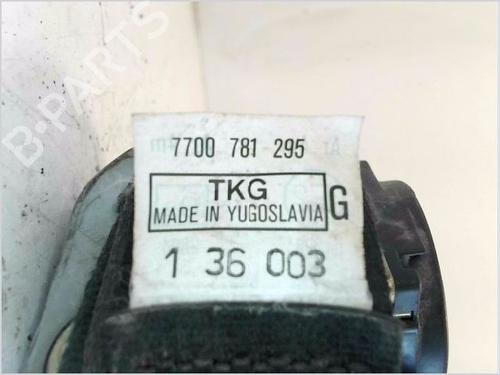 B-PARTS
7700 781 295
TKG
MADE IN YUGOSLAVIA
G
1 36 003